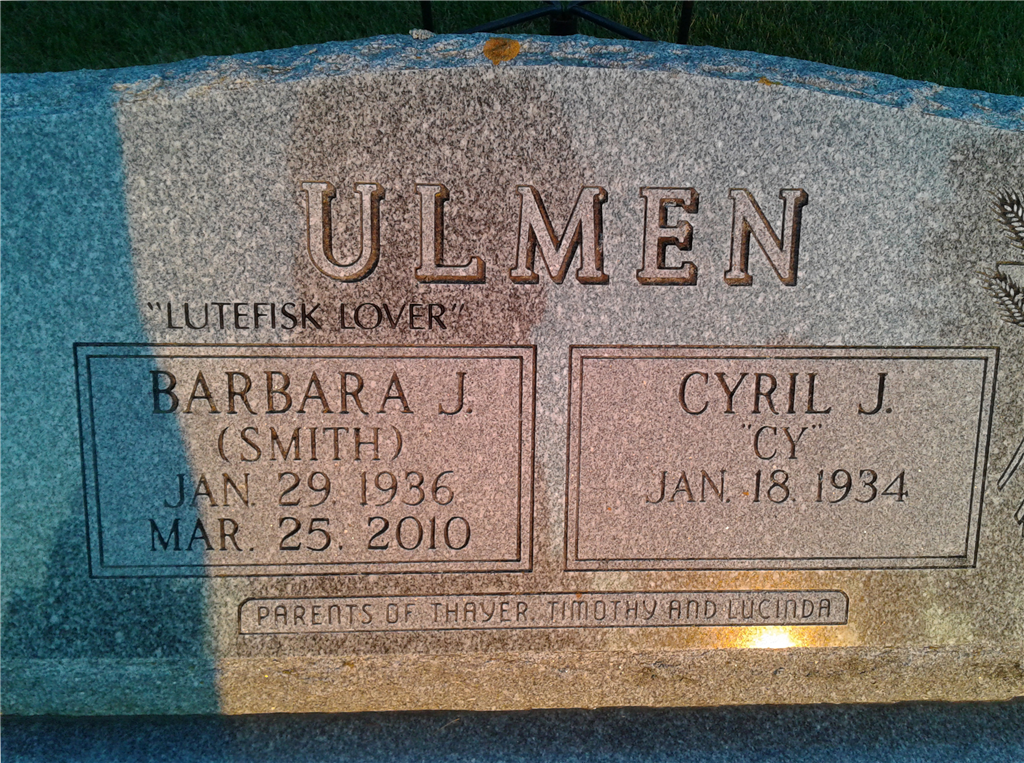 ULMEN
"LUTEFISK LOVER"
BARBARA J.
(SMITH)
JAN. 29 1936
MAR. 25. 2010
CYRIL J.
"CY"
JAN. 18. 1934
PARENTS OF THAYER, TIMOTHY AND LUCINDA